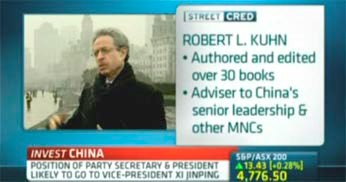 STREET CRED
ROBERT L. KUHN
• Authored and edited
over 30 books
• Adviser to China's
senior leadership &
other MNCs
INVEST CHINA
POSITION OF PARTY SECRETARY & PRESIDENT
LIKELY TO GO TO VICE-PRESIDENT XI JINPING
S&P/ASX 200
▲ 13.43 [+0.28%]
4,776.50